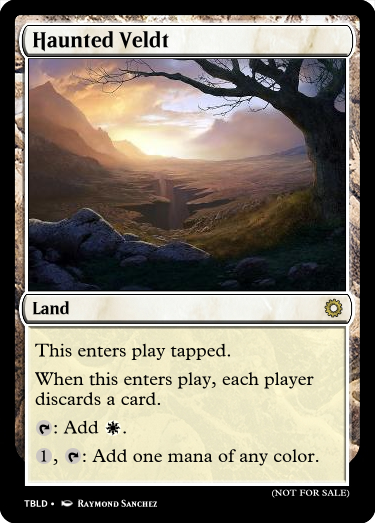 Haunted Veldt
Land
This enters play tapped.
When this enters play, each player
discards a card.
: Add .
1, : Add one mana of any color.
(NOT FOR SALE)
TBLD • RAYMOND SANCHEZ